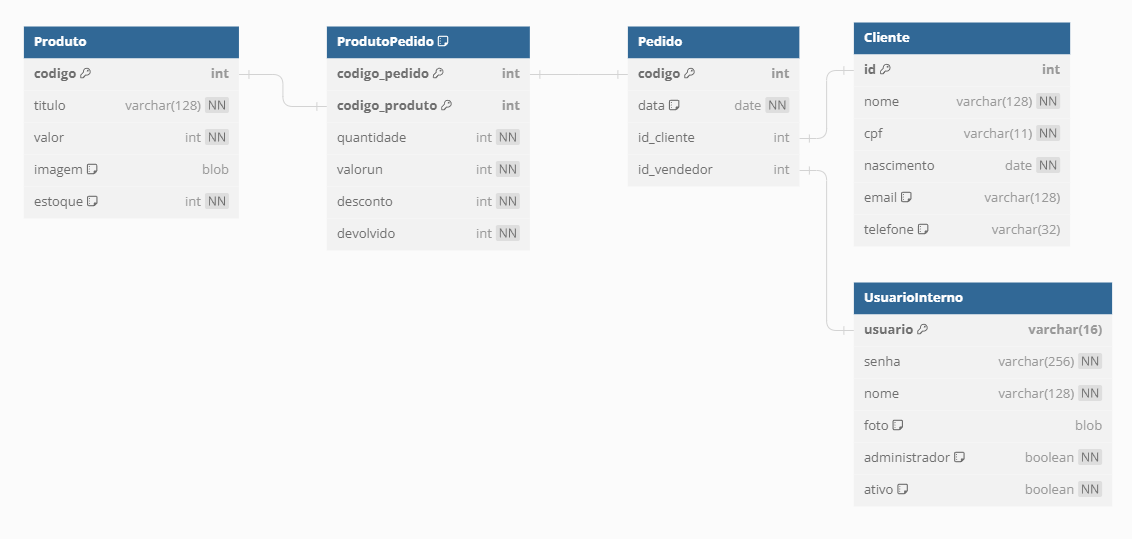 Produto
codigo int
titulo varchar(128) NN
valor int NN
imagem blob
estoque int NN
ProdutoPedido
codigo_pedido int
codigo_produto int
quantidade int NN
valorun int NN
desconto int NN
devolvido int NN
Pedido
codigo int
data date NN
id_cliente int
id_vendedor int
Cliente
id int
nome varchar(128) NN
cpf varchar(11) NN
nascimento date NN
email varchar(128)
telefone varchar(32)
UsuarioInterno
usuario varchar(16)
senha varchar(256) NN
nome varchar(128) NN
foto blob
administrador boolean NN
ativo boolean NN